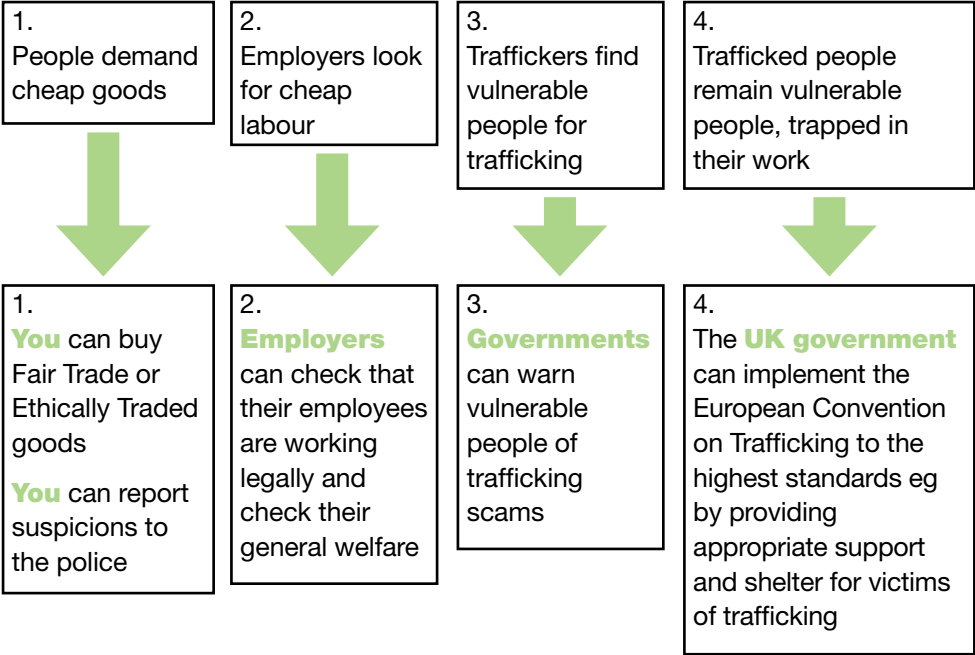 1.
People demand
cheap goods
2.
Employers look
for cheap
labour
3.
Traffickers find
vulnerable
people for
trafficking
4.
Trafficked people
remain vulnerable
people, trapped in
their work
1.
You can buy
Fair Trade or
Ethically Traded
goods
You can report
suspicions to
the police
2.
Employers
can check that
their employees
are working
legally and
check their
general welfare
3.
Governments
can warn
vulnerable
people of
trafficking
scams
4.
The UK government
can implement the
European Convention
on Trafficking to the
highest standards eg
by providing
appropriate support
and shelter for victims
of trafficking